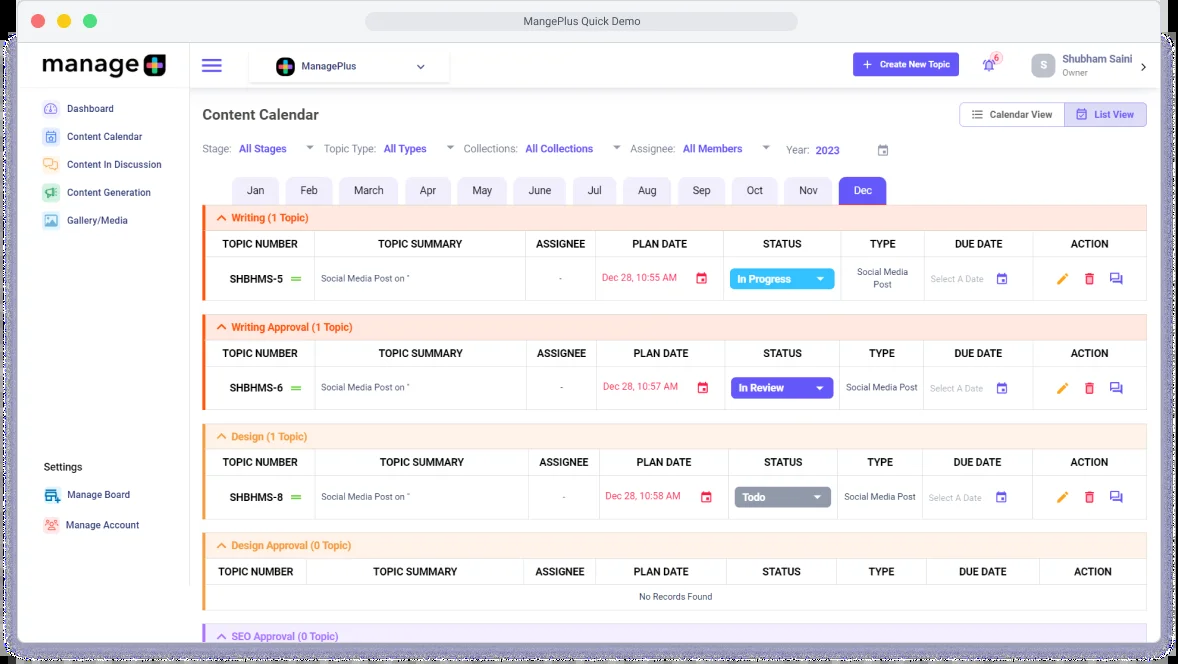 MangePlus Quick Demo
manage
ManagePlus
Create New Topic
6
S
Shubham Saini
Owner
Dashboard
Content Calendar
Content In Discussion
Content Generation
Gallery/Media
Settings
Manage Board
Manage Account
Content Calendar
Calendar View
List View
Stage: All Stages Topic Type: All Types Collections: All Collections Assignee: All Members Year: 2023
Jan Feb March Apr May June Jul Aug Sep Oct Nov Dec
Writing (1 Topic)
TOPIC NUMBER TOPIC SUMMARY ASSIGNEE PLAN DATE STATUS TYPE DUE DATE ACTION
SHBHMS-5 Social Media Post on " - Dec 28, 10:55 AM In Progress Social Media Post Select A Date
Writing Approval (1 Topic)
TOPIC NUMBER TOPIC SUMMARY ASSIGNEE PLAN DATE STATUS TYPE DUE DATE ACTION
SHBHMS-6 Social Media Post on " - Dec 28, 10:57 AM In Review Social Media Post Select A Date
Design (1 Topic)
TOPIC NUMBER TOPIC SUMMARY ASSIGNEE PLAN DATE STATUS TYPE DUE DATE ACTION
SHBHMS-8 Social Media Post on " - Dec 28, 10:58 AM Todo Social Media Post Select A Date
Design Approval (0 Topic)
TOPIC NUMBER TOPIC SUMMARY ASSIGNEE PLAN DATE STATUS TYPE DUE DATE ACTION
No Records Found
SEO Approval (0 Topic)